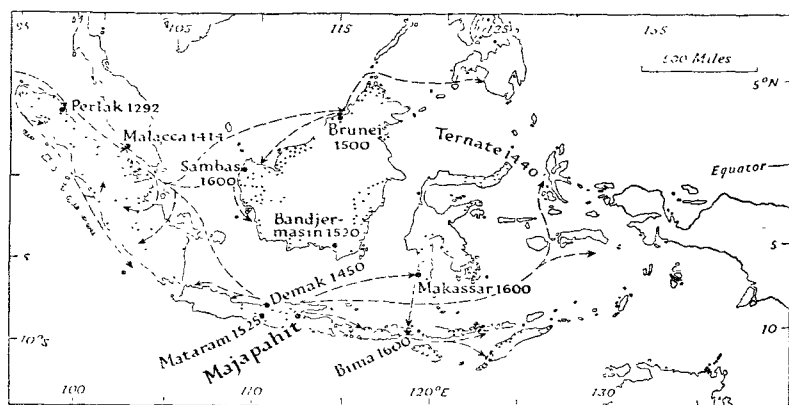 95
105
115
125
135
500 Miles
5°N
Perlak 1292
Malacca 1414
Brunei
1500
Ternate 1440
Equator
Sambas
1600
Bandjer-
masin 1520
5
5
Demak 1450
Makassar 1600
Mataram 1525
Majapahit
Bima 1600
10°S
10
100
110
120°E
130